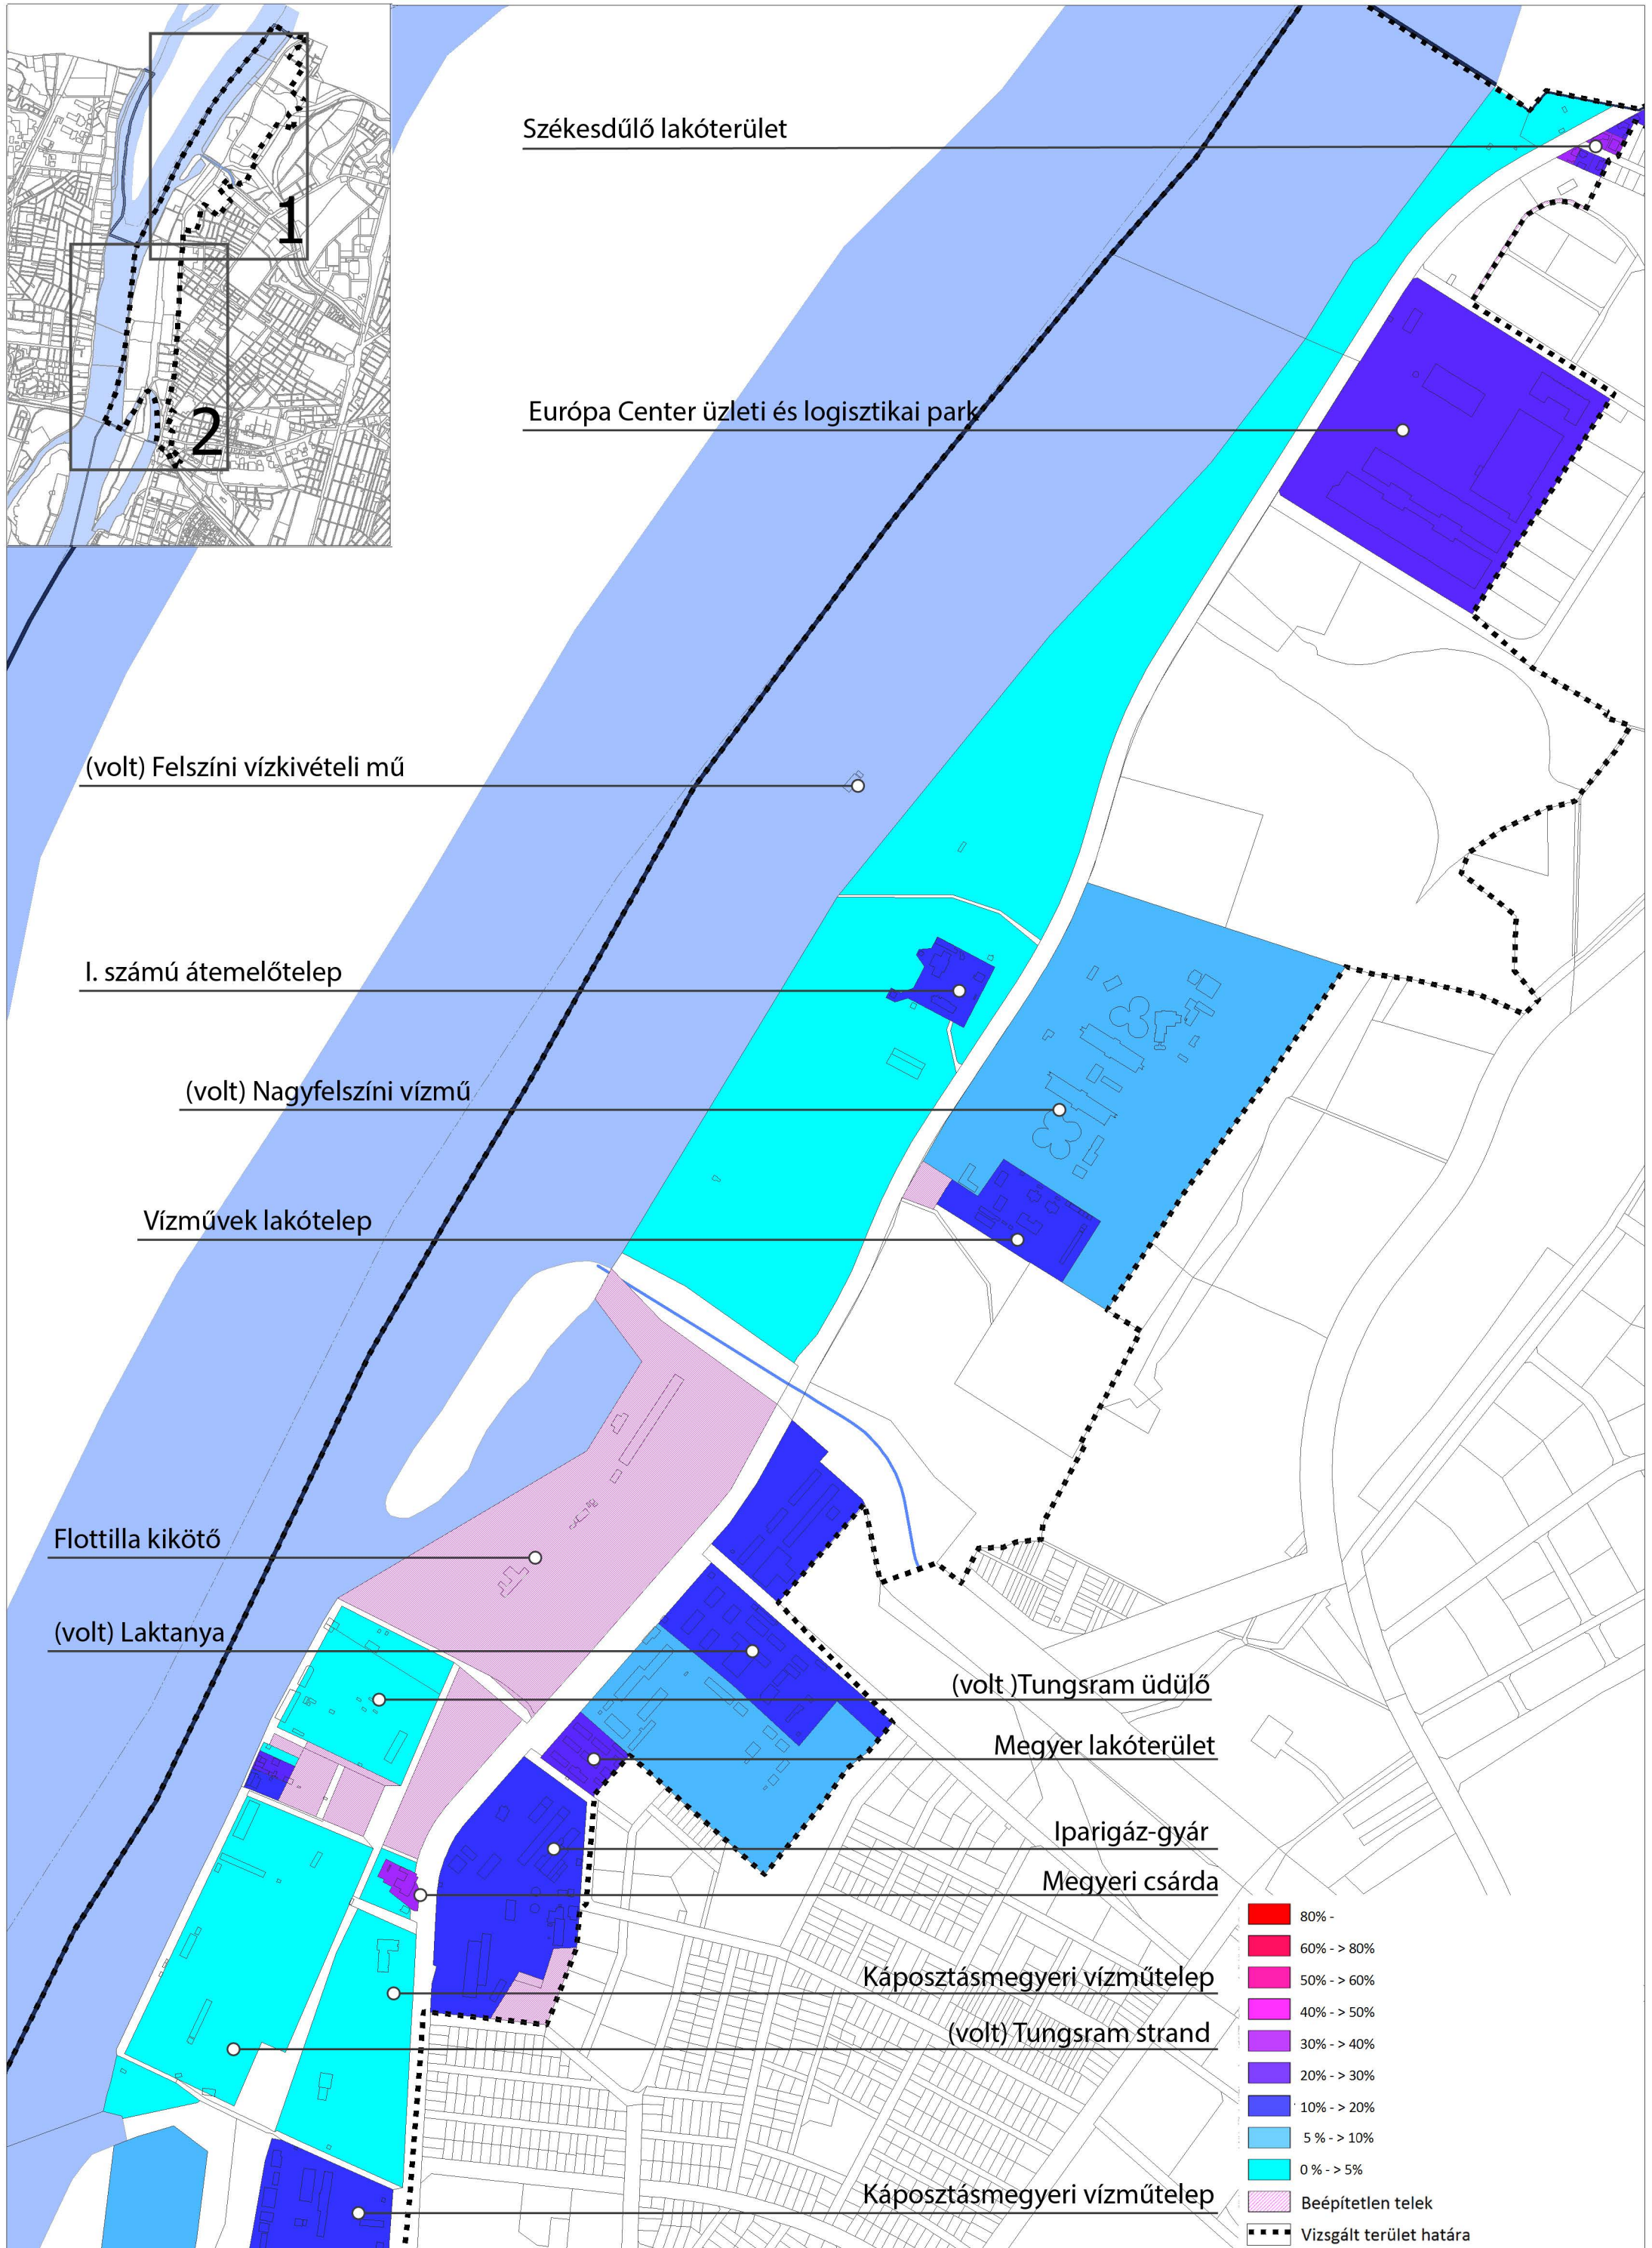 1
2
Székesdűlő lakóterület
Európa Center üzleti és logisztikai park
(volt) Felszíni vízkivételi mű
I. számú átemelőtelep
(volt) Nagyfelszíni vízmű
Vízművek lakótelep
Flottilla kikötő
(volt) Laktanya
(volt )Tungsram üdülő
Megyer lakóterület
Iparigáz-gyár
Megyeri csárda
Káposztásmegyeri vízműtelep
(volt) Tungsram strand
Káposztásmegyeri vízműtelep
80% -
60% - > 80%
50% - > 60%
40% - > 50%
30% - > 40%
20% - > 30%
10% - > 20%
5 % - > 10%
0 % - > 5%
Beépítetlen telek
Vizsgált terület határa